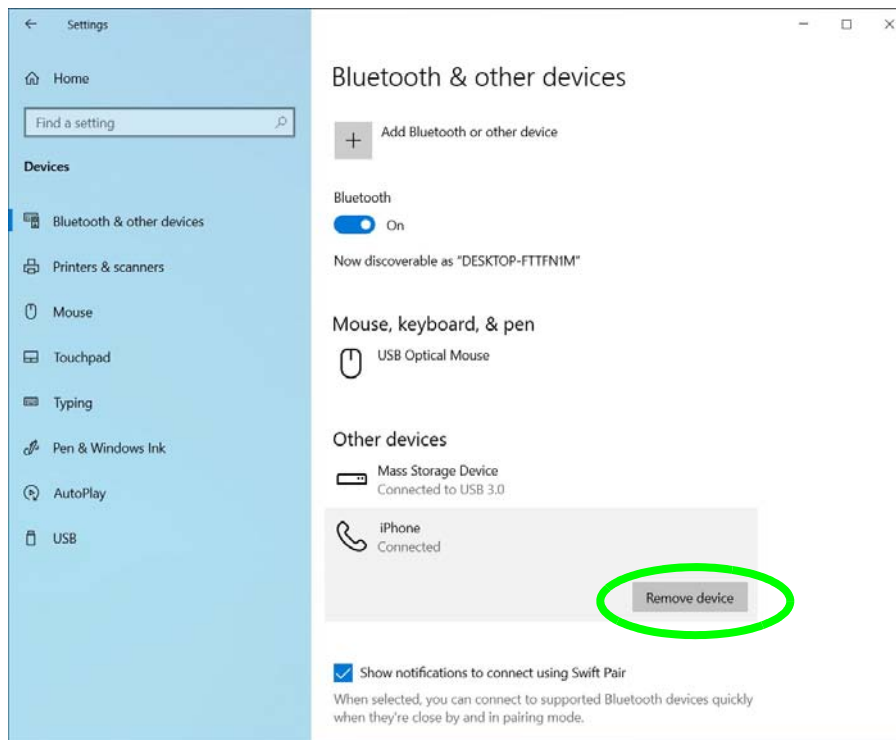 Settings
Home
Find a setting
Devices
Bluetooth & other devices
Printers & scanners
Mouse
Touchpad
Typing
Pen & Windows Ink
AutoPlay
USB
Bluetooth & other devices
Add Bluetooth or other device
Bluetooth
On
Now discoverable as "DESKTOP-FTTFN1M"
Mouse, keyboard, & pen
USB Optical Mouse
Other devices
Mass Storage Device
Connected to USB 3.0
iPhone
Connected
Remove device
Show notifications to connect using Swift Pair
When selected, you can connect to supported Bluetooth devices quickly
when they're close by and in pairing mode.